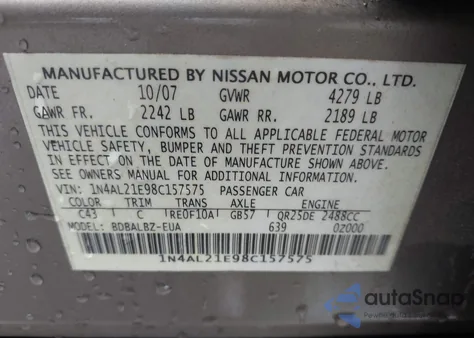 MANUFACTURED BY NISSAN MOTOR CO., LTD.
DATE 10/07 GVWR 4279 LB
GAWR FR. 2242 LB GAWR RR. 2189 LB
THIS VEHICLE CONFORMS TO ALL APPLICABLE FEDERAL MOTOR
VEHICLE SAFETY, BUMPER AND THEFT PREVENTION STANDARDS
IN EFFECT ON THE DATE OF MANUFACTURE SHOWN ABOVE.
SEE OWNERS MANUAL FOR ADDITIONAL INFORMATION.
VIN: 1N4AL21E98C157575 PASSENGER CAR
COLOR TRIM TRANS AXLE ENGINE
C43 C RE0F10A GB57 QR25DE 2488CC
MODEL: BDBALBZ-EUA 639 0Z000
1N4AL21E98C157575
autoSnap